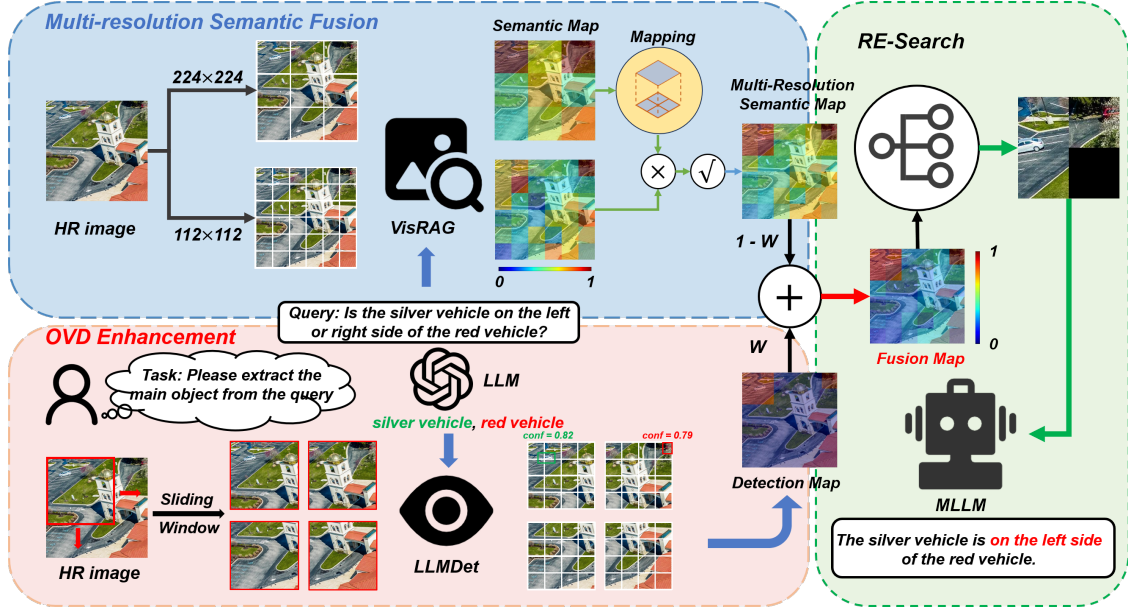 Multi-resolution Semantic Fusion
224×224
112×112
HR image
VisRAG
Semantic Map
0
1
Mapping
×
√
Multi-Resolution
Semantic Map
1 - W
+
W
Query: Is the silver vehicle on the left
or right side of the red vehicle?
OVD Enhancement
Task: Please extract the
main object from the query
LLM
silver vehicle, red vehicle
HR image
Sliding
Window
LLMDet
conf = 0.82
conf = 0.79
Detection Map
RE-Search
1
0
Fusion Map
MLLM
The silver vehicle is on the left side
of the red vehicle.